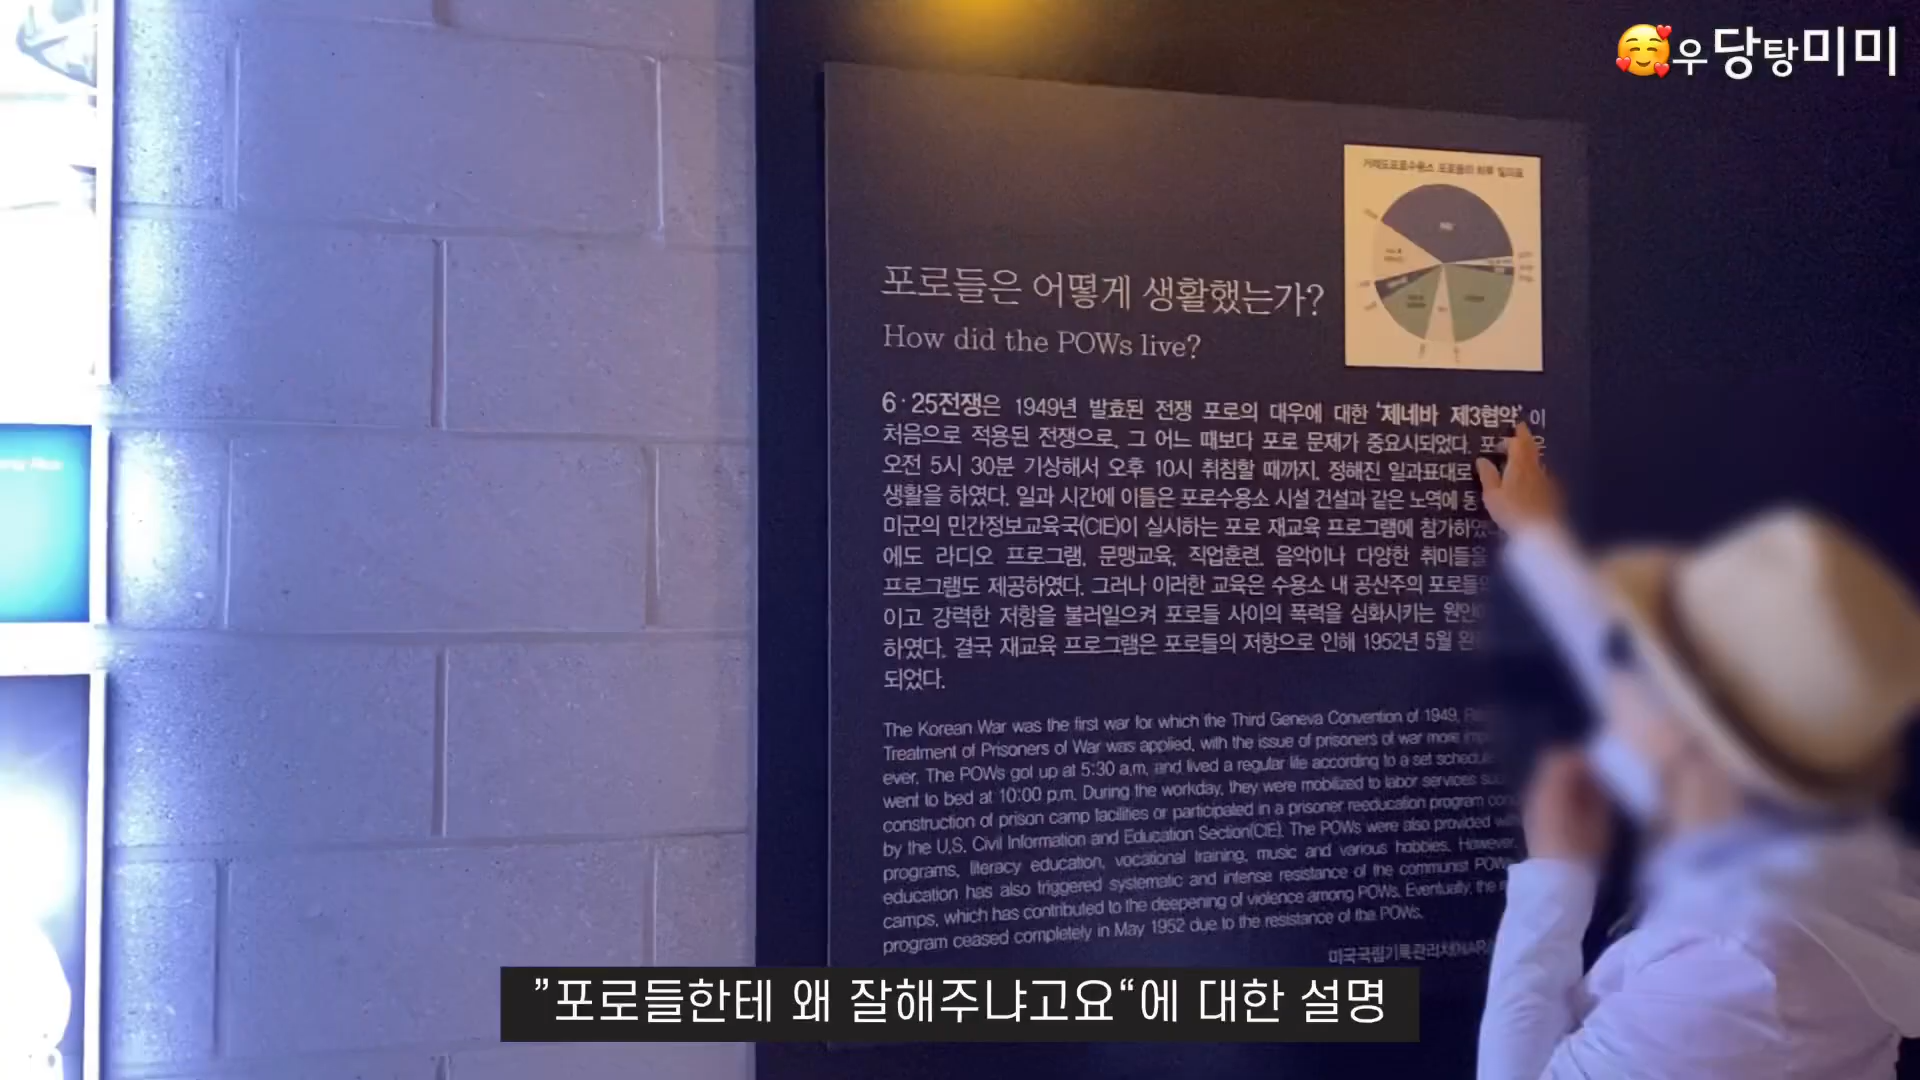 우당탕미미
거제도포로수용소 포로들의 하루 일과표
포로들은 어떻게 생활했는가?
How did the POWs live?
6·25전쟁은 1949년 발효된 전쟁 포로의 대우에 대한 '제네바 제3협약'이
처음으로 적용된 전쟁으로, 그 어느 때보다 포로 문제가 중요시되었다.
오전 5시 30분 기상해서 오후 10시 취침할 때까지, 정해진 일과표대로
생활을 하였다. 일과 시간에 이들은 포로수용소 시설 건설과 같은 노역에
미군의 민간정보교육국(CIE)이 실시하는 포로 재교육 프로그램에
에도 라디오 프로그램, 문맹교육, 직업훈련, 음악이나 다양한 취미들을
프로그램도 제공하였다. 그러나 이러한 교육은 수용소 내 공산주의
이고 강력한 저항을 불러일으켜 포로들 사이의 폭력을 심화시키는
하였다. 결국 재교육 프로그램은 포로들의 저항으로 인해 1952년 5월
되었다.
The Korean War was the first war for which the Third Geneva Convention of 1949,
Treatment of Prisoners of War was applied, with the issue of prisoners of war more
ever. The POWs got up at 5:30 a.m. and lived a regular life according to a set
went to bed at 10:00 p.m. During the workday, they were mobilized to labor services
construction of prison camp facilities or participated in a prisoner reeducation program
by the U.S. Civil Information and Education Section(CIE). The POWs were also provided
programs, literacy education, vocational training, music and various hobbies. However,
education has also triggered systematic and intense resistance of the communist
camps, which has contributed to the deepening of violence among POWs. Eventually, the
program ceased completely in May 1952 due to the resistance of the POWs.
"포로들한테 왜 잘해주냐고요"에 대한 설명